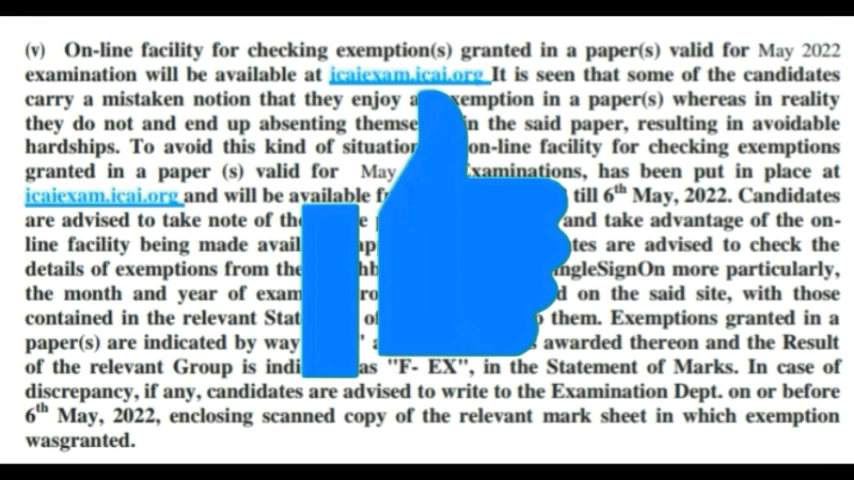 (v) On-line facility for checking exemption(s) granted in a paper(s) valid for May 2022
examination will be available at icaiexam.icai.org It is seen that some of the candidates
carry a mistaken notion that they enjoy a xemption in a paper(s) whereas in reality
they do not and end up absenting themse in the said paper, resulting in avoidable
hardships. To avoid this kind of situation on-line facility for checking exemptions
granted in a paper (s) valid for May xaminations, has been put in place at
icaiexam.icai.org and will be available f till 6th May, 2022. Candidates
are advised to take note of the and take advantage of the on-
line facility being made avail tes are advised to check the
details of exemptions from the ngleSignOn more particularly,
the month and year of exam d on the said site, with those
contained in the relevant Stat them. Exemptions granted in a
paper(s) are indicated by way awarded thereon and the Result
of the relevant Group is indi as "F- EX", in the Statement of Marks. In case of
discrepancy, if any, candidates are advised to write to the Examination Dept. on or before
6th May, 2022, enclosing scanned copy of the relevant mark sheet in which exemption
wasgranted.